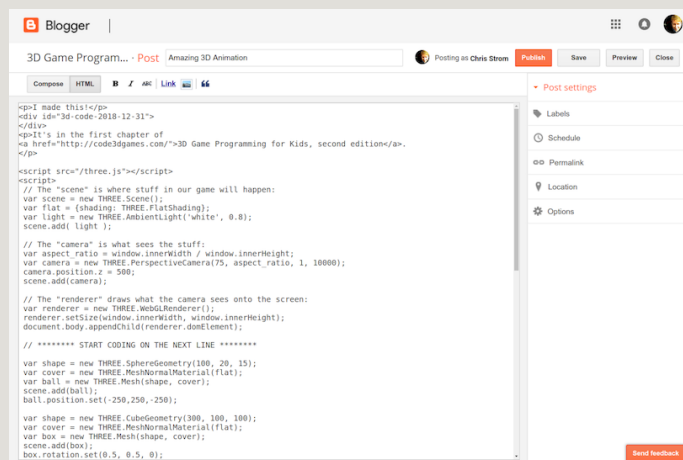 Blogger
3D Game Program... · Post
Amazing 3D Animation
Posting as Chris Strom
Publish
Save
Preview
Close
Compose
HTML
B
I
ABC
Link
Post settings
Labels
Schedule
Permalink
Location
Options
<p>I made this!</p>
<div id="3d-code-2018-12-31">
</div>
<p>It's in the first chapter of
<a href="http://code3dgames.com/">3D Game Programming for Kids, second edition</a>.
</p>
<script src="/three.js"></script>
<script>
// The "scene" is where stuff in our game will happen:
var scene = new THREE.Scene();
var flat = {shading: THREE.FlatShading};
var light = new THREE.AmbientLight('white', 0.8);
scene.add( light );
// The "camera" is what sees the stuff:
var aspect_ratio = window.innerWidth / window.innerHeight;
var camera = new THREE.PerspectiveCamera(75, aspect_ratio, 1, 10000);
camera.position.z = 500;
scene.add(camera);
// The "renderer" draws what the camera sees onto the screen:
var renderer = new THREE.WebGLRenderer();
renderer.setSize(window.innerWidth, window.innerHeight);
document.body.appendChild(renderer.domElement);
// ******** START CODING ON THE NEXT LINE ********
var shape = new THREE.SphereGeometry(100, 20, 15);
var cover = new THREE.MeshNormalMaterial(flat);
var ball = new THREE.Mesh(shape, cover);
scene.add(ball);
ball.position.set(-250,250,-250);
var shape = new THREE.CubeGeometry(300, 100, 100);
var cover = new THREE.MeshNormalMaterial(flat);
var box = new THREE.Mesh(shape, cover);
scene.add(box);
box.rotation.set(0.5, 0.5, 0);
Send feedback